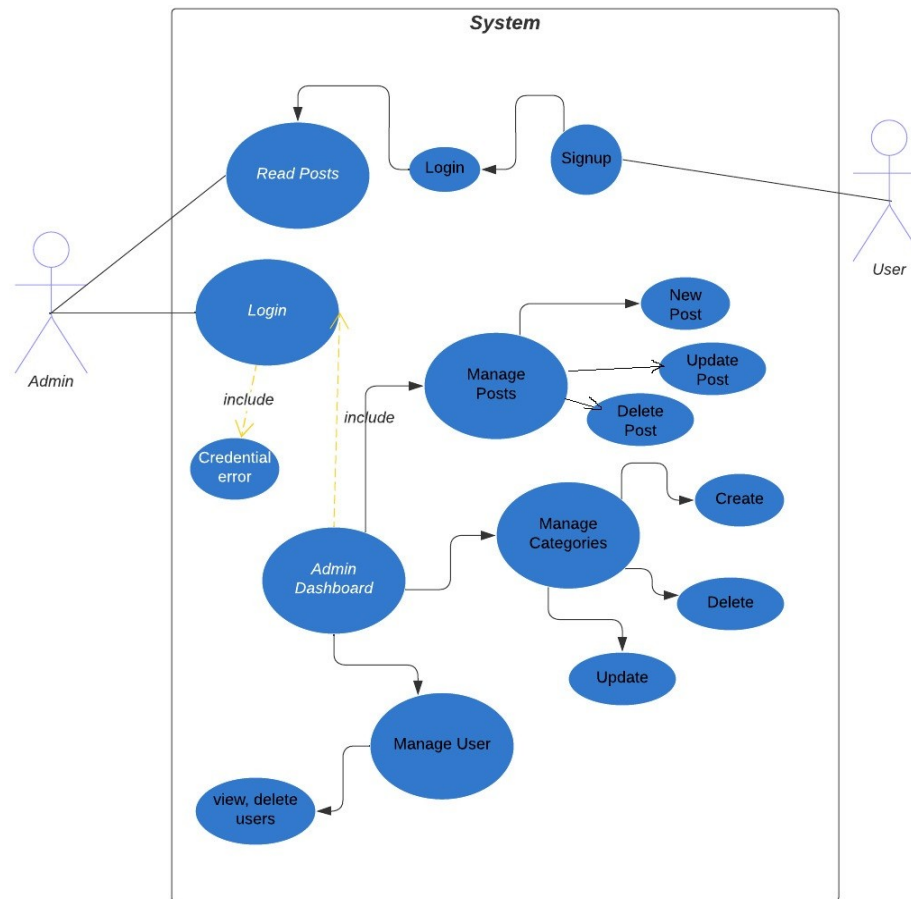 System
Read Posts
Login
Signup
User
Admin
Login
include
Credential
error
include
Manage
Posts
New
Post
Update
Post
Delete
Post
Manage
Categories
Create
Delete
Update
Admin
Dashboard
Manage User
view, delete
users